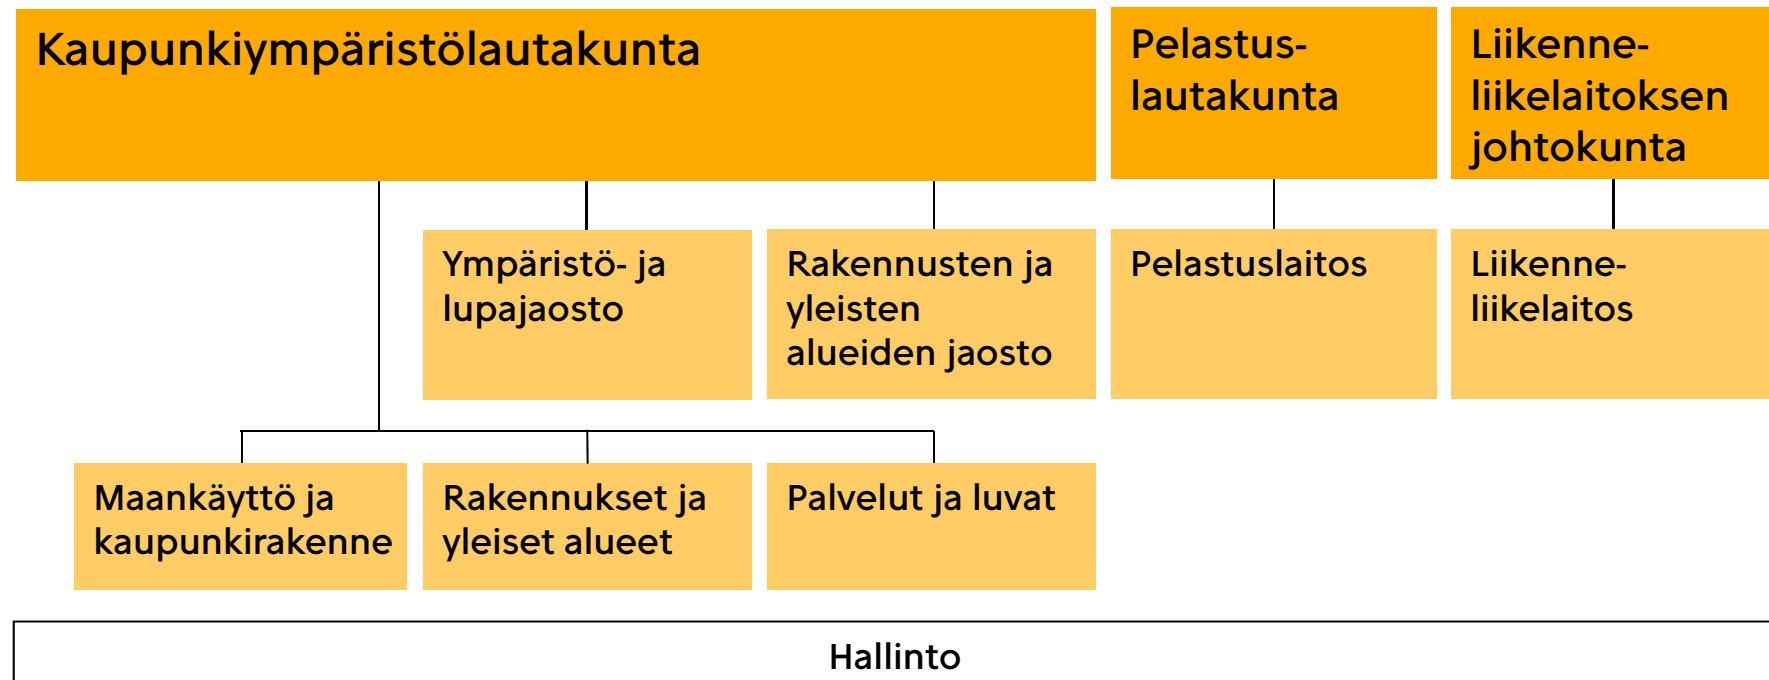 Kaupunkiympäristölautakunta
Pelastus-
lautakunta
Liikenne-
liikelaitoksen
johtokunta
Ympäristö- ja
lupajaosto
Rakennusten ja
yleisten
alueiden jaosto
Pelastuslaitos
Liikenne-
liikelaitos
Maankäyttö ja
kaupunkirakenne
Rakennukset ja
yleiset alueet
Palvelut ja luvat
Hallinto